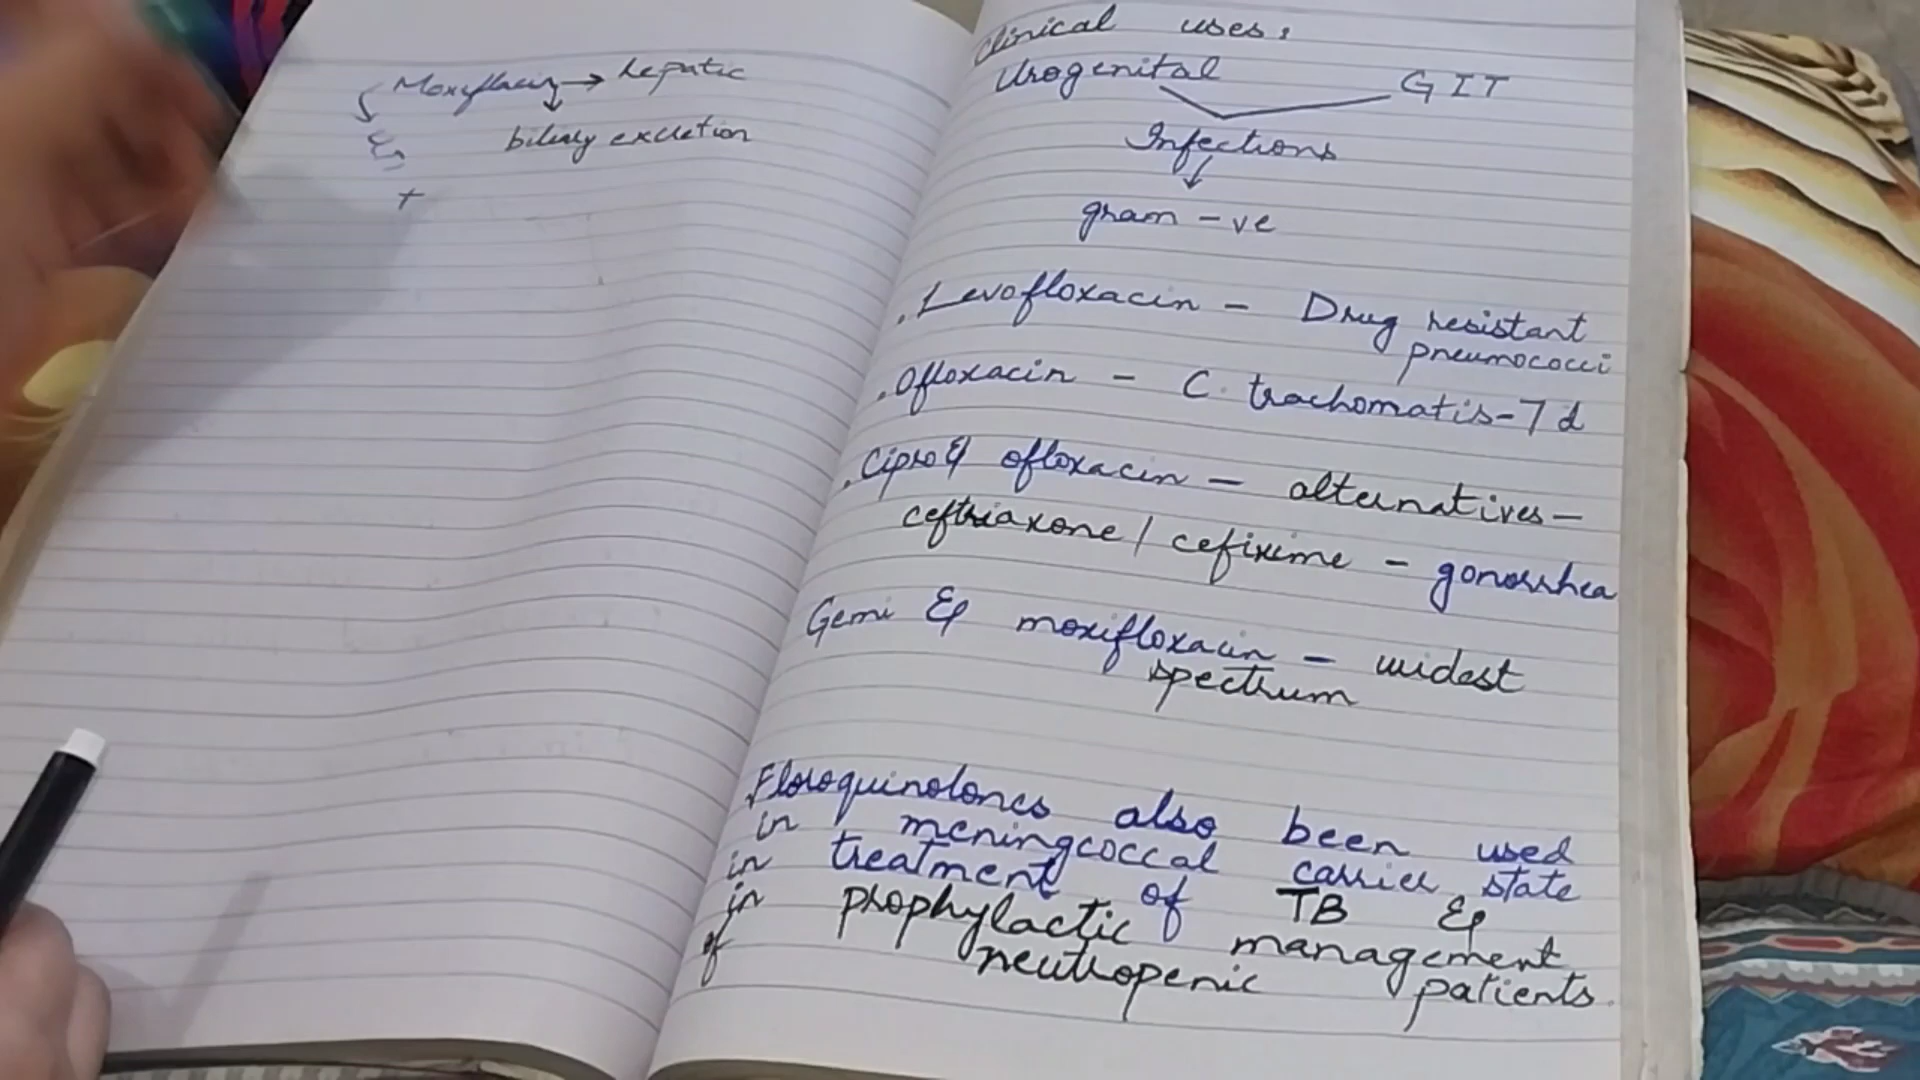 Moxiflacin → hepatic
biliary excretion
+
Clinical uses:
Urogenital GIT
Infections
gram -ve
. Levofloxacin - Drug resistant
pneumococci
. Ofloxacin - C. trachomatis - 7 d
. Cipro & ofloxacin - alternatives -
ceftriaxone / cefixime - gonorrhea
Gemi & moxifloxacin - widest
spectrum
. Floroquinolones also been used
in meningcoccal carrier state
in treatment of TB &
in prophylactic management
of neutropenic patients.